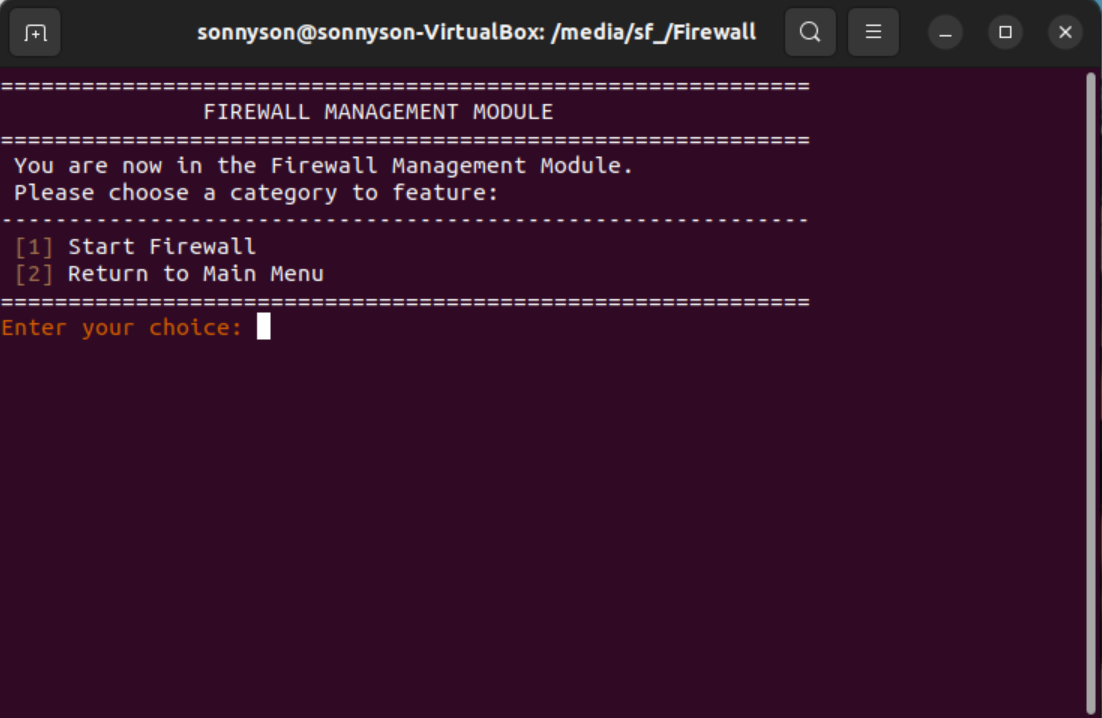 sonnyson@sonnyson-VirtualBox: /media/sf_/Firewall
============================================================
FIREWALL MANAGEMENT MODULE
============================================================
You are now in the Firewall Management Module.
Please choose a category to feature:
------------------------------------------------------------
[1] Start Firewall
[2] Return to Main Menu
============================================================
Enter your choice: